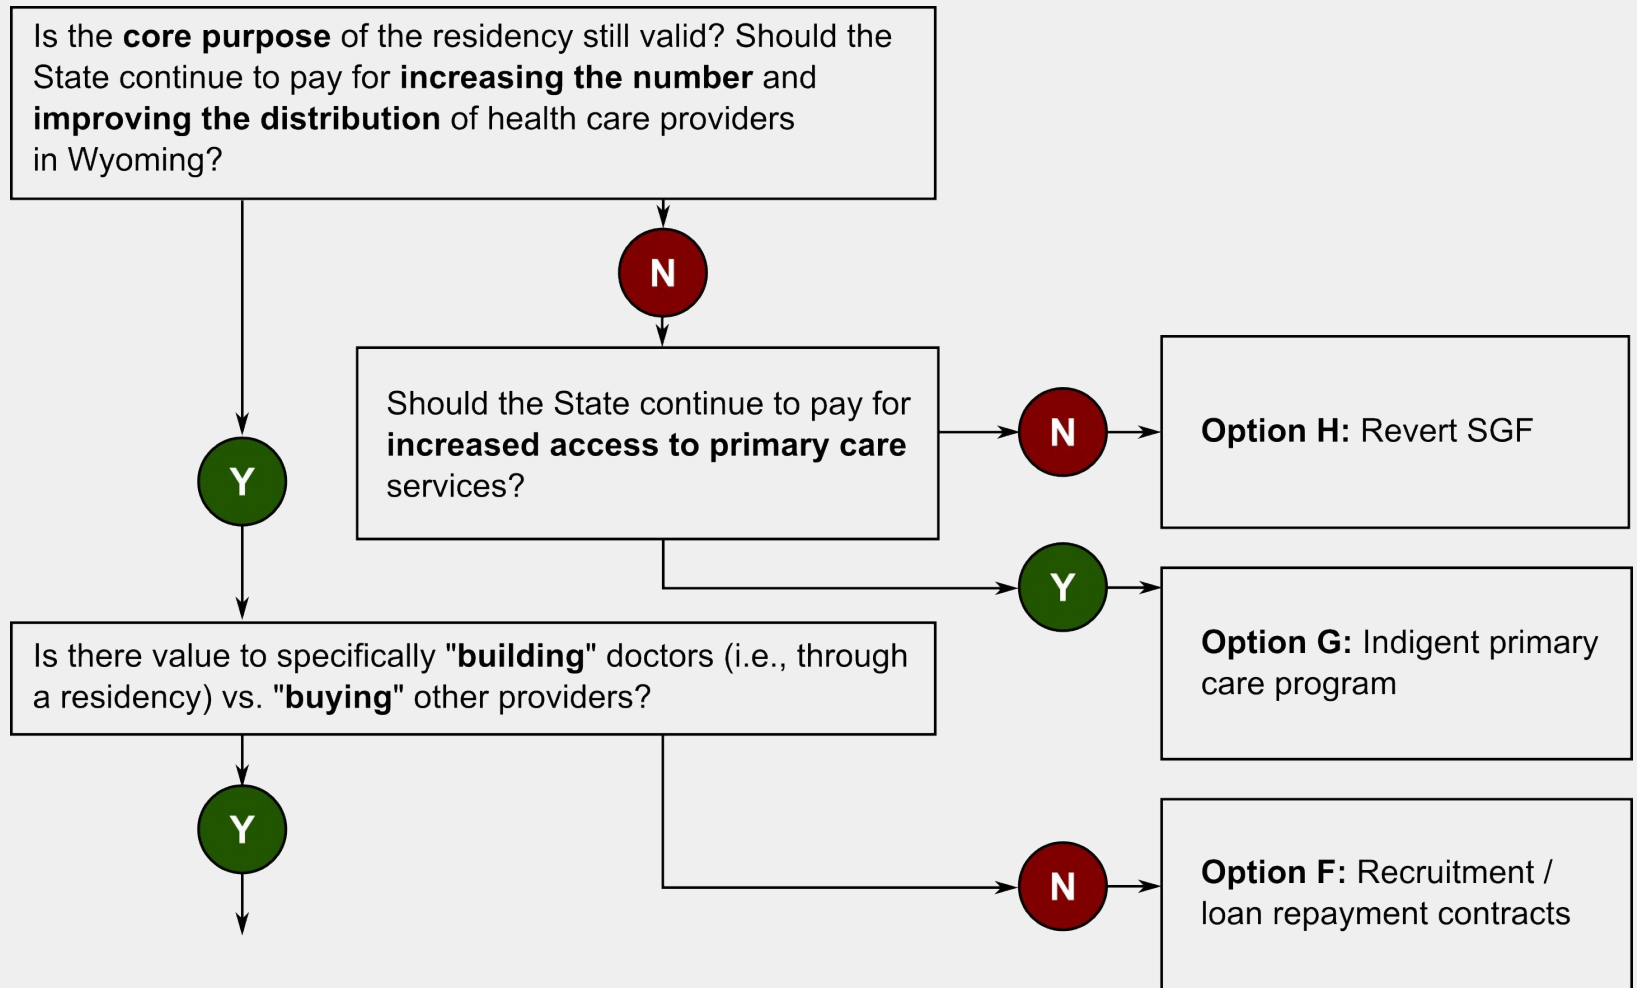 Is the core purpose of the residency still valid? Should the
State continue to pay for increasing the number and
improving the distribution of health care providers
in Wyoming?
N
Should the State continue to pay for
increased access to primary care
services?
N
Option H: Revert SGF
Y
Y
Option G: Indigent primary
care program
Is there value to specifically "building" doctors (i.e., through
a residency) vs. "buying" other providers?
Y
N
Option F: Recruitment /
loan repayment contracts